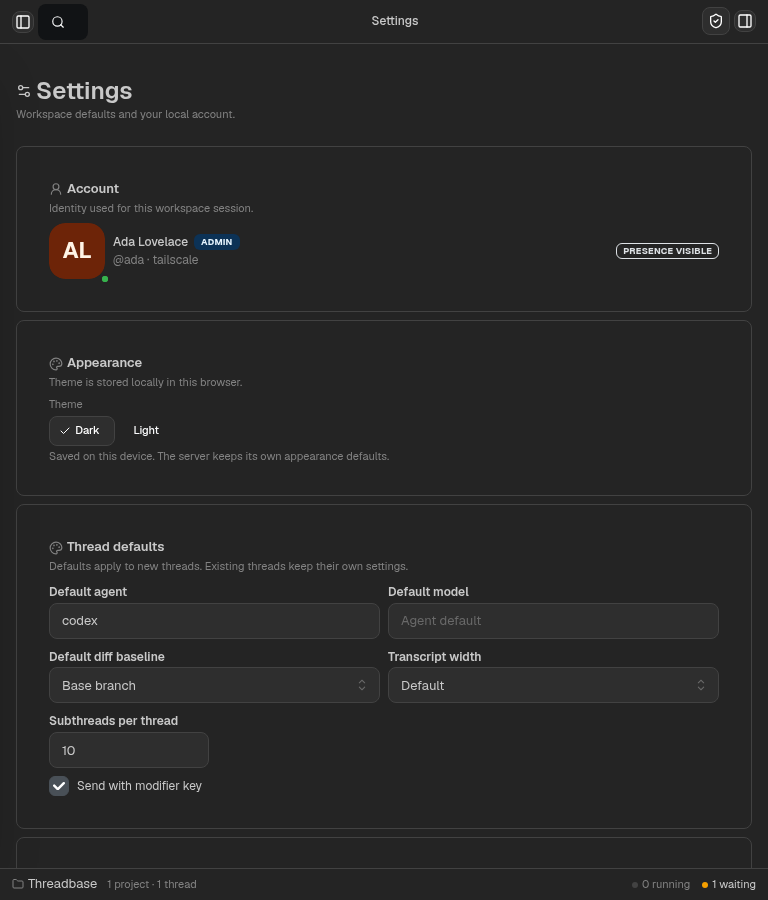 Settings
Settings
Workspace defaults and your local account.
Account
Identity used for this workspace session.
AL
Ada Lovelace ADMIN
@ada · tailscale
PRESENCE VISIBLE
Appearance
Theme is stored locally in this browser.
Theme
Dark Light
Saved on this device. The server keeps its own appearance defaults.
Thread defaults
Defaults apply to new threads. Existing threads keep their own settings.
Default agent Default model
codex Agent default
Default diff baseline Transcript width
Base branch Default
Subthreads per thread
10
Send with modifier key
Threadbase 1 project · 1 thread 0 running 1 waiting